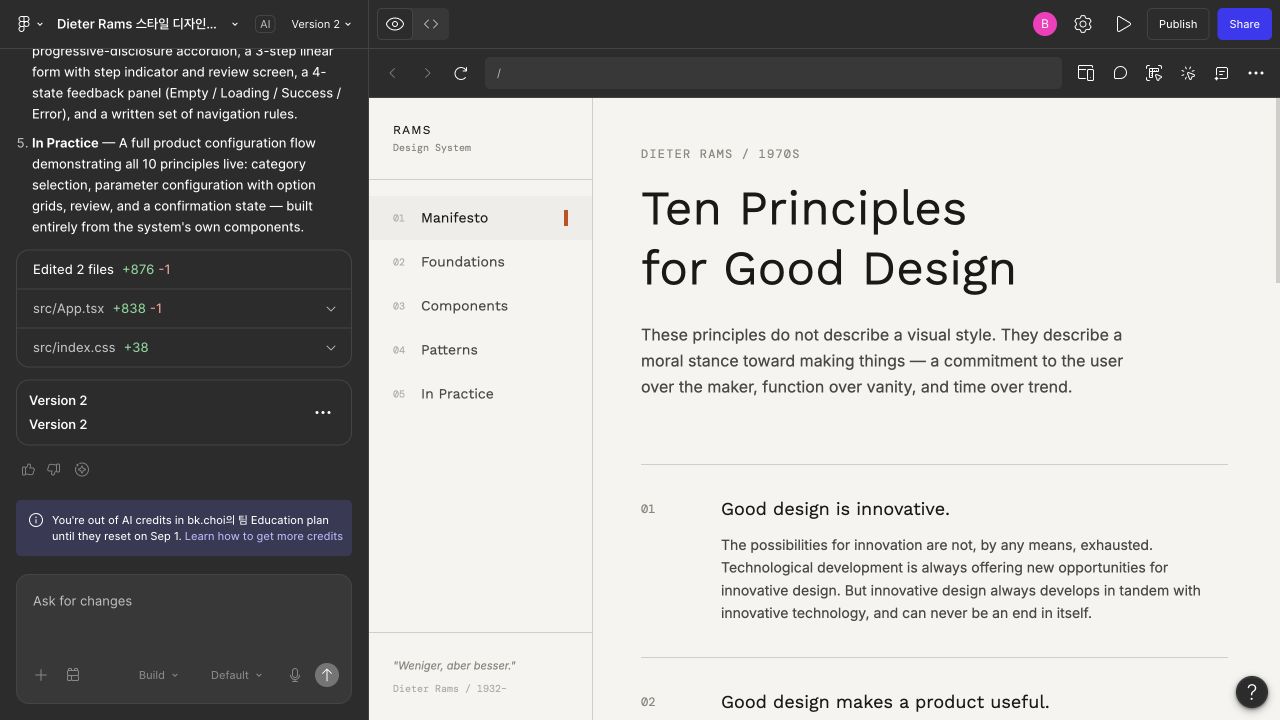 Dieter Rams 스타일 디자인...
AI
Version 2
B
Publish
Share
/
progressive-disclosure accordion, a 3-step linear
form with step indicator and review screen, a 4-
state feedback panel (Empty / Loading / Success /
Error), and a written set of navigation rules.
5. In Practice — A full product configuration flow
demonstrating all 10 principles live: category
selection, parameter configuration with option
grids, review, and a confirmation state — built
entirely from the system's own components.
Edited 2 files +876 -1
src/App.tsx +838 -1
src/index.css +38
Version 2
Version 2
You're out of AI credits in bk.choi의 팀 Education plan
until they reset on Sep 1. Learn how to get more credits
Ask for changes
Build
Default
RAMS
Design System
01 Manifesto
02 Foundations
03 Components
04 Patterns
05 In Practice
"Weniger, aber besser."
Dieter Rams / 1932–
DIETER RAMS / 1970S
Ten Principles
for Good Design
These principles do not describe a visual style. They describe a
moral stance toward making things — a commitment to the user
over the maker, function over vanity, and time over trend.
01
Good design is innovative.
The possibilities for innovation are not, by any means, exhausted.
Technological development is always offering new opportunities for
innovative design. But innovative design always develops in tandem with
innovative technology, and can never be an end in itself.
02
Good design makes a product useful.
?